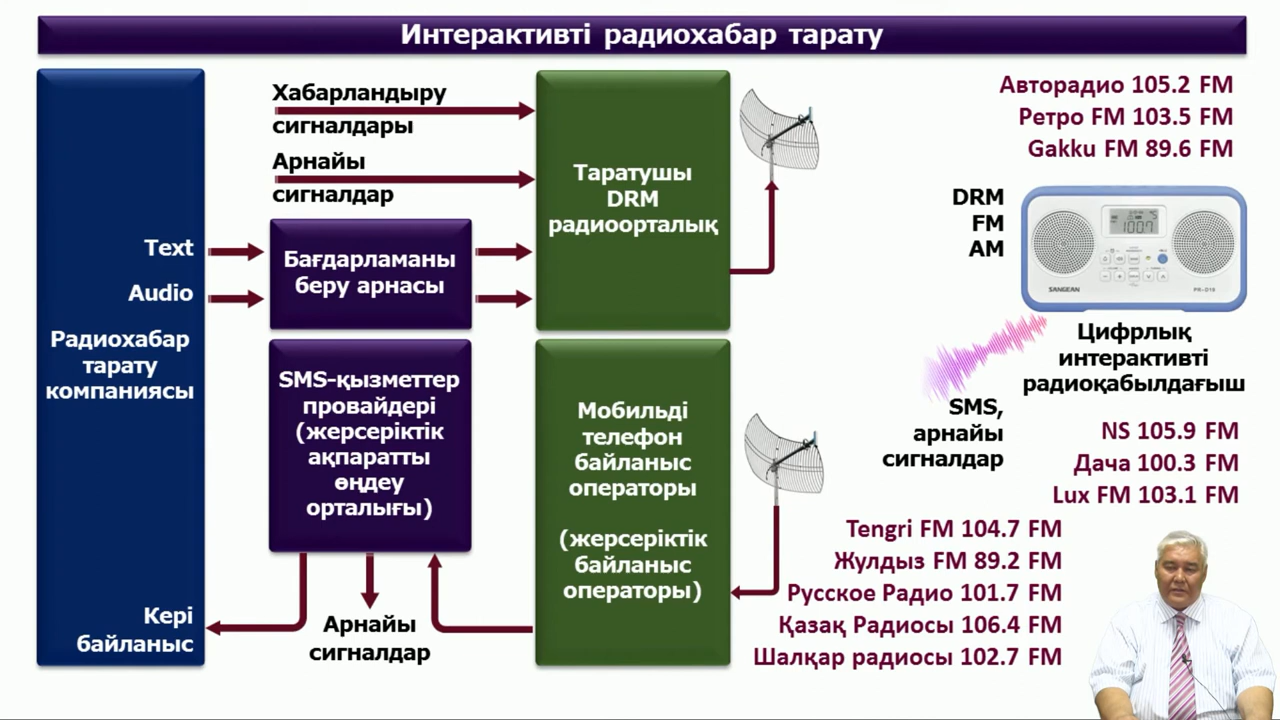 Интерактивті радиохабар тарату
Text
Audio
Радиохабар
тарату
компаниясы
Кері
байланыс
Хабарландыру
сигналдары
Арнайы
сигналдар
Бағдарламаны
беру арнасы
SMS-қызметтер
провайдері
(жерсеріктік
ақпаратты
өңдеу
орталығы)
Арнайы
сигналдар
Таратушы
DRM
радиоорталық
Мобильді
телефон
байланыс
операторы
(жерсеріктік
байланыс
операторы)
Авторадио 105.2 FM
Ретро FM 103.5 FM
Gakku FM 89.6 FM
DRM
FM
AM
1007
SANGEAN
PR-D18
Цифрлық
интерактивті
радиоқабылдағыш
SMS,
арнайы
сигналдар
NS 105.9 FM
Дача 100.3 FM
Lux FM 103.1 FM
Tengri FM 104.7 FM
Жулдыз FM 89.2 FM
Русское Радио 101.7 FM
Қазақ Радиосы 106.4 FM
Шалқар радиосы 102.7 FM